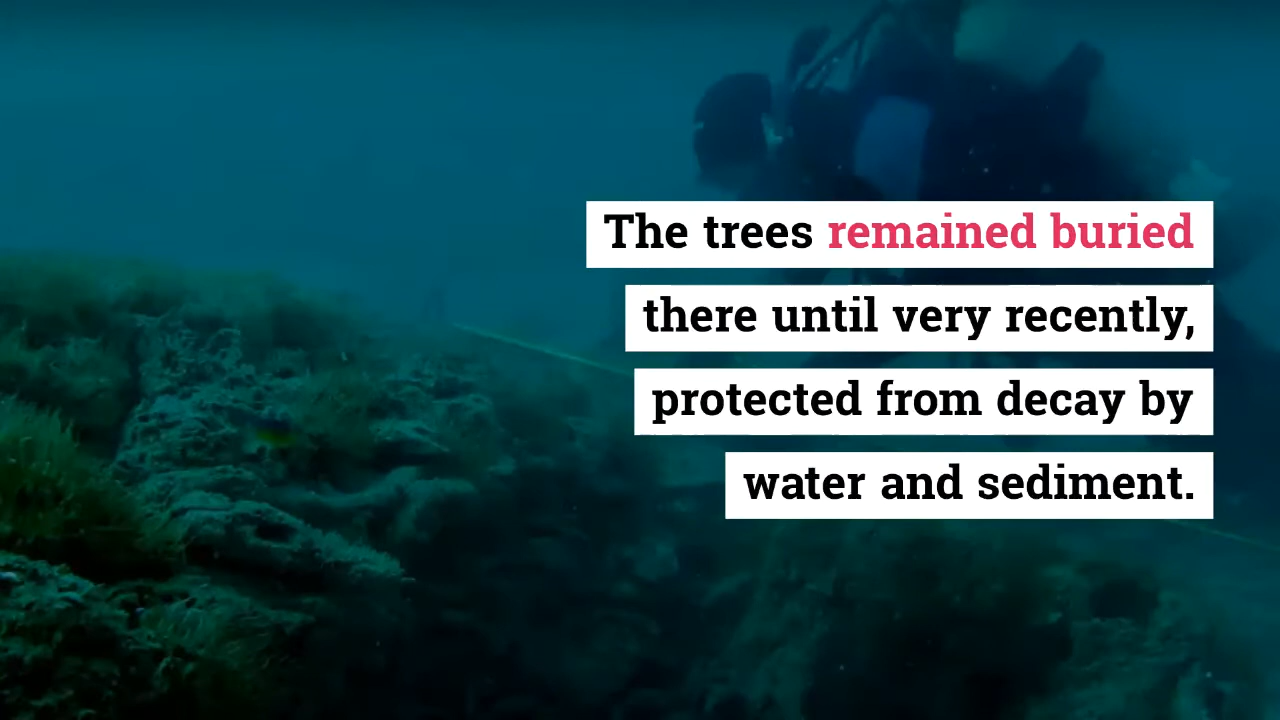 The trees remained buried
there until very recently,
protected from decay by
water and sediment.